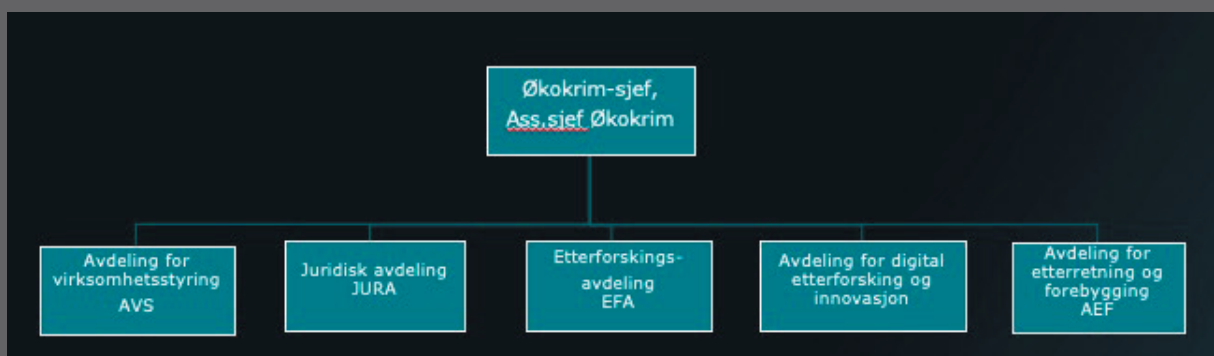 Økokrim-sjef,
Ass.sjef Økokrim
Avdeling for
virksomhetsstyring
AVS
Juridisk avdeling
JURA
Etterforskings-
avdeling
EFA
Avdeling for digital
etterforsking og
innovasjon
Avdeling for
etterretning og
forebygging
AEF